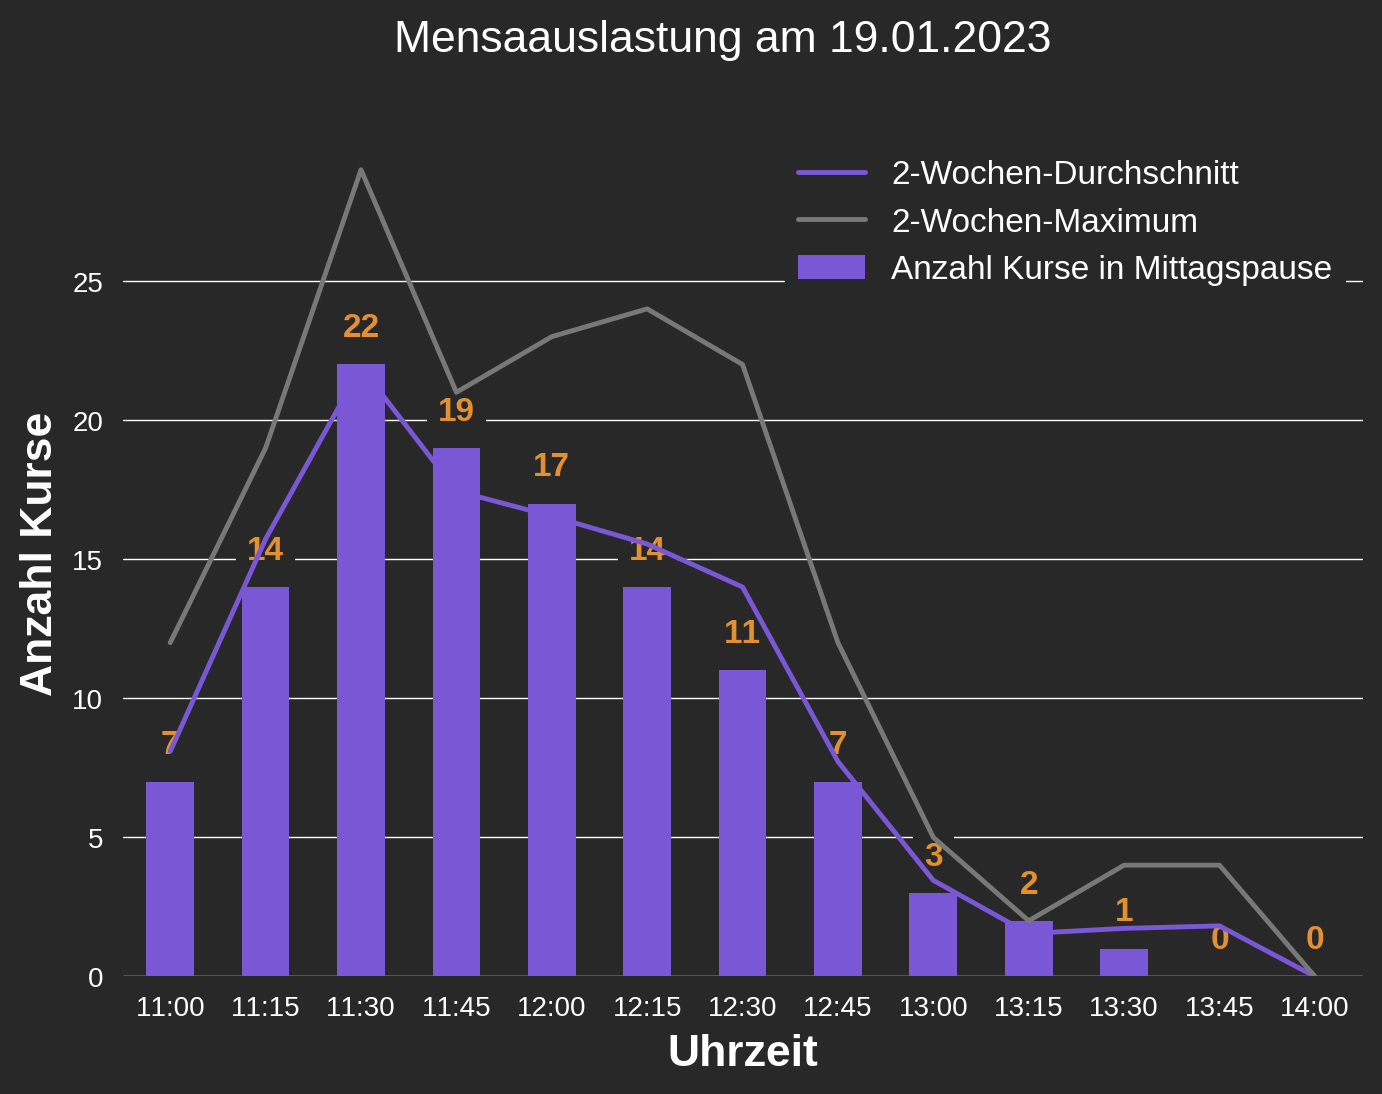 Mensaauslastung am 19.01.2023
2-Wochen-Durchschnitt
2-Wochen-Maximum
Anzahl Kurse in Mittagspause
Anzahl Kurse
25
20
15
10
5
0
7
14
22
19
17
14
11
7
3
2
1
0
0
11:00 11:15 11:30 11:45 12:00 12:15 12:30 12:45 13:00 13:15 13:30 13:45 14:00
Uhrzeit